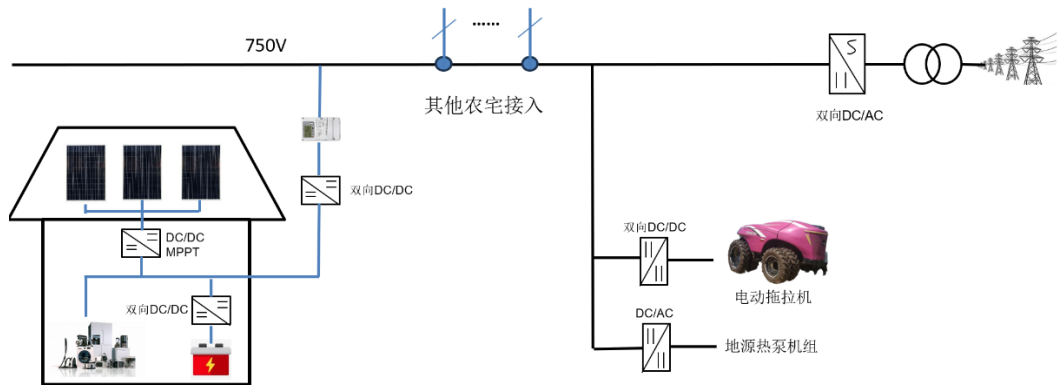 750V
......
其他农宅接入
双向DC/AC
双向DC/DC
DC/DC
MPPT
双向DC/DC
双向DC/DC
电动拖拉机
DC/AC
地源热泵机组